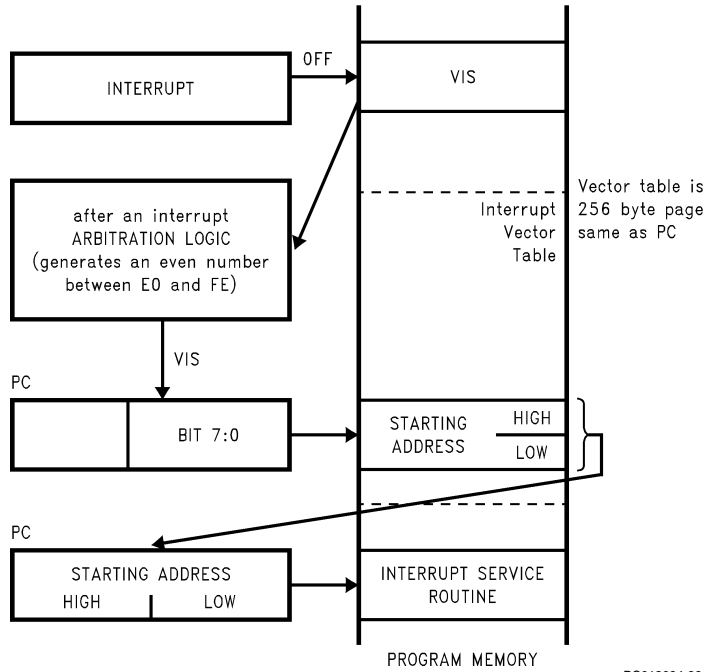 OFF
INTERRUPT
VIS
after an interrupt
ARBITRATION LOGIC
(generates an even number
between E0 and FE)
Interrupt
Vector
Table
Vector table is
256 byte page
same as PC
VIS
PC
BIT 7:0
STARTING
ADDRESS
HIGH
LOW
PC
STARTING ADDRESS
HIGH
LOW
INTERRUPT SERVICE
ROUTINE
PROGRAM MEMORY